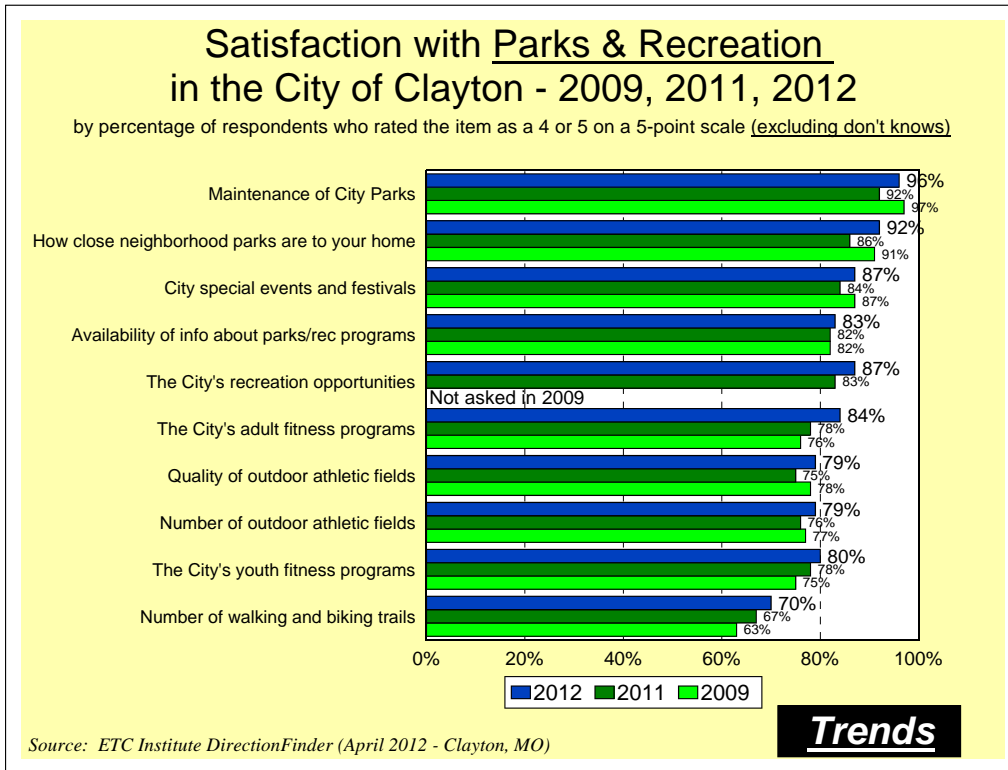 Satisfaction with Parks & Recreation
in the City of Clayton - 2009, 2011, 2012
by percentage of respondents who rated the item as a 4 or 5 on a 5-point scale (excluding don't knows)
Maintenance of City Parks
96%
92%
97%
How close neighborhood parks are to your home
92%
86%
91%
City special events and festivals
87%
84%
87%
Availability of info about parks/rec programs
83%
82%
82%
The City's recreation opportunities
87%
83%
Not asked in 2009
The City's adult fitness programs
84%
78%
76%
Quality of outdoor athletic fields
79%
75%
78%
Number of outdoor athletic fields
79%
76%
77%
The City's youth fitness programs
80%
78%
75%
Number of walking and biking trails
70%
67%
63%
0% 20% 40% 60% 80% 100%
2012 2011 2009
Trends
Source: ETC Institute DirectionFinder (April 2012 - Clayton, MO)